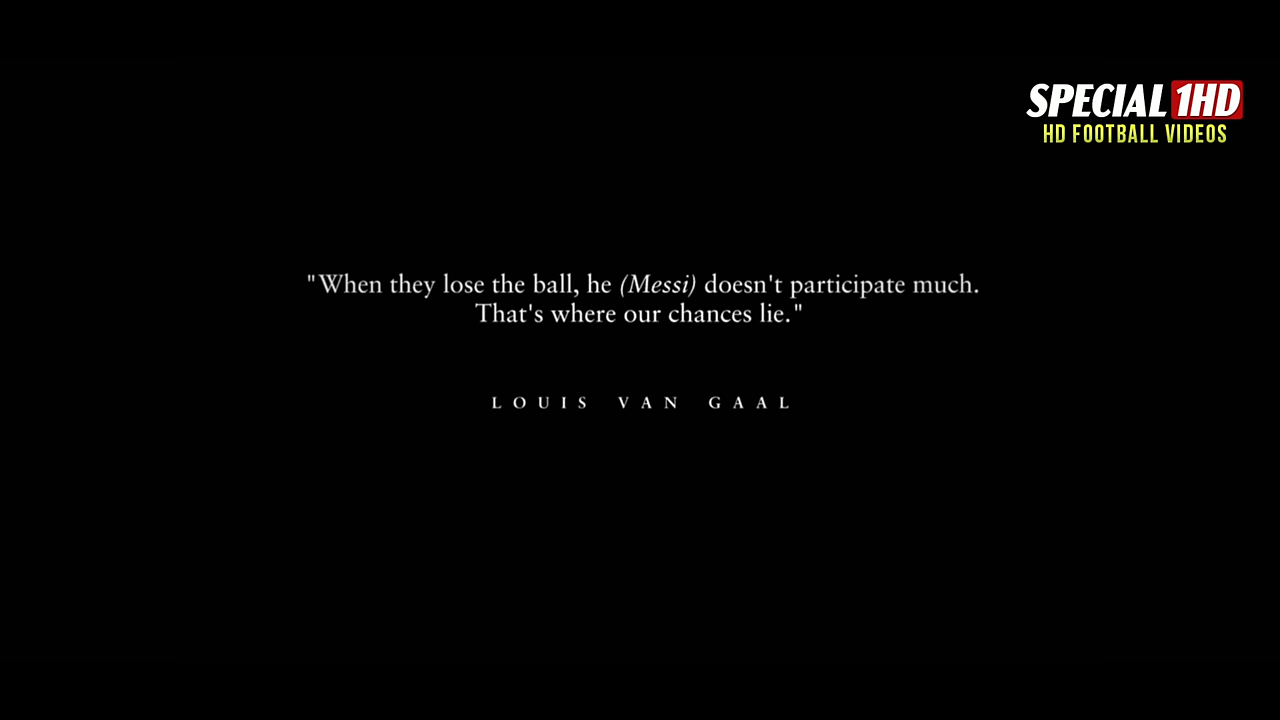 SPECIAL 1HD
HD FOOTBALL VIDEOS
"When they lose the ball, he (Messi) doesn't participate much.
That's where our chances lie."
LOUIS VAN GAAL